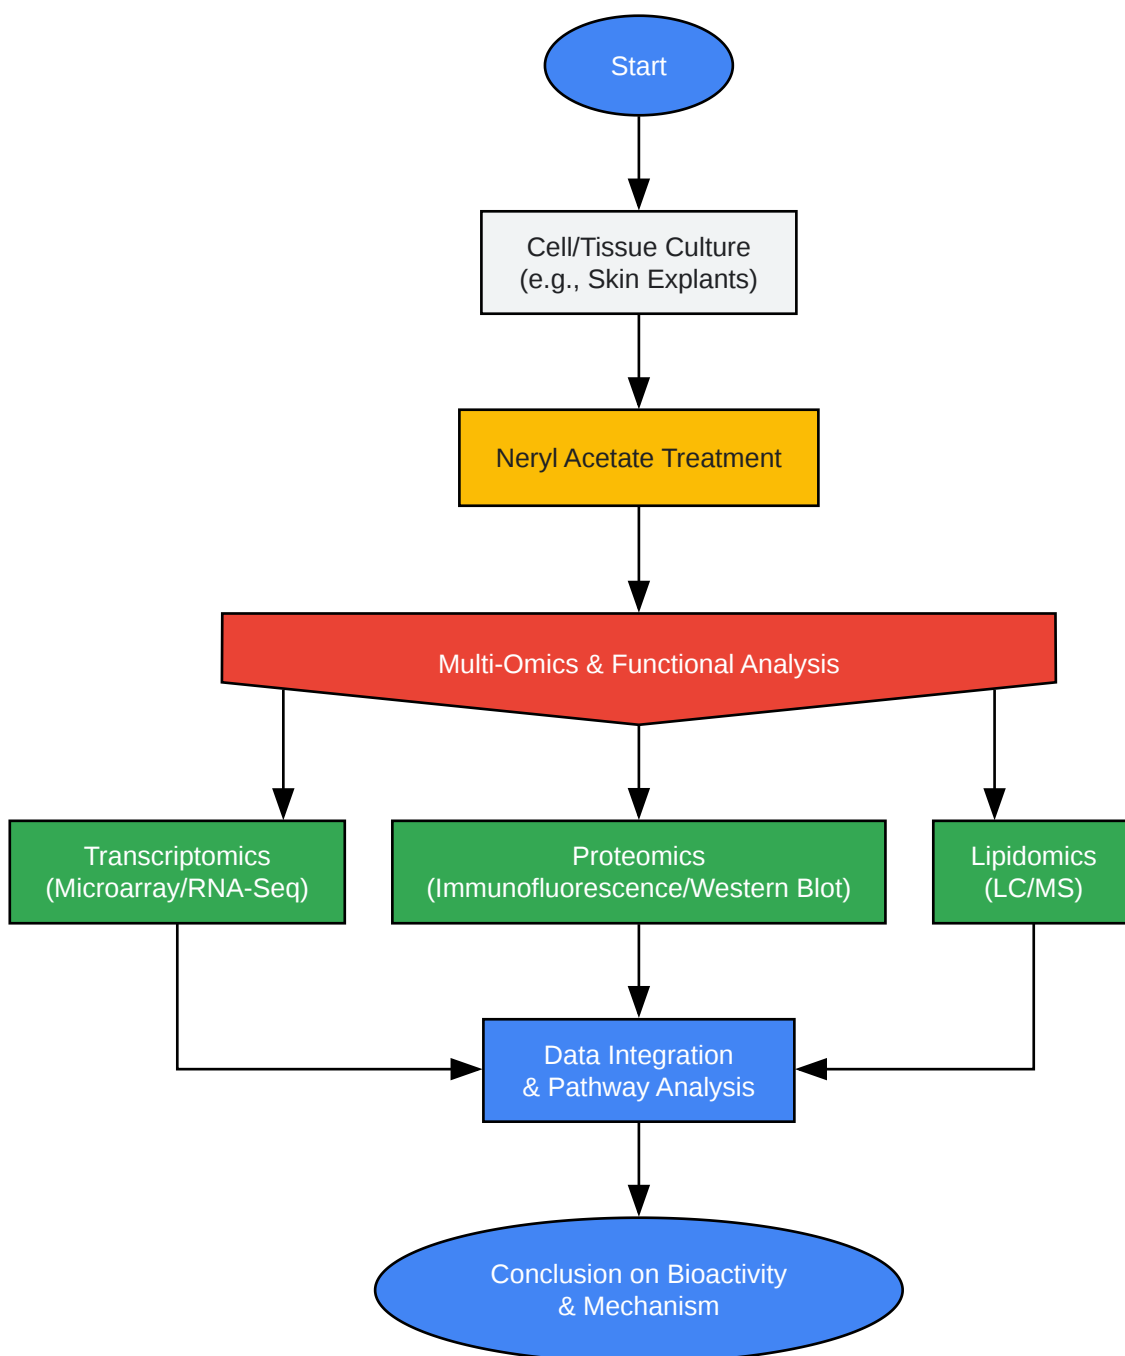 Start
Cell/Tissue Culture
(e.g., Skin Explants)
Neryl Acetate Treatment
Multi-Omics & Functional Analysis
Transcriptomics
(Microarray/RNA-Seq)
Proteomics
(Immunofluorescence/Western Blot)
Lipidomics
(LC/MS)
Data Integration
& Pathway Analysis
Conclusion on Bioactivity
& Mechanism